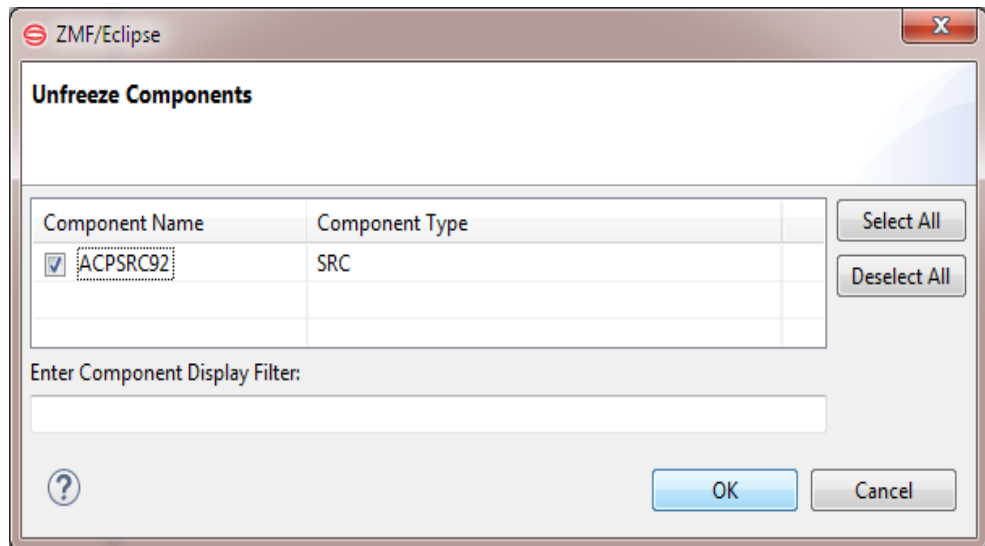 ZMF/Eclipse
X
Unfreeze Components
Component Name Component Type
ACPSRC92 SRC
Select All
Deselect All
Enter Component Display Filter:
?
OK Cancel